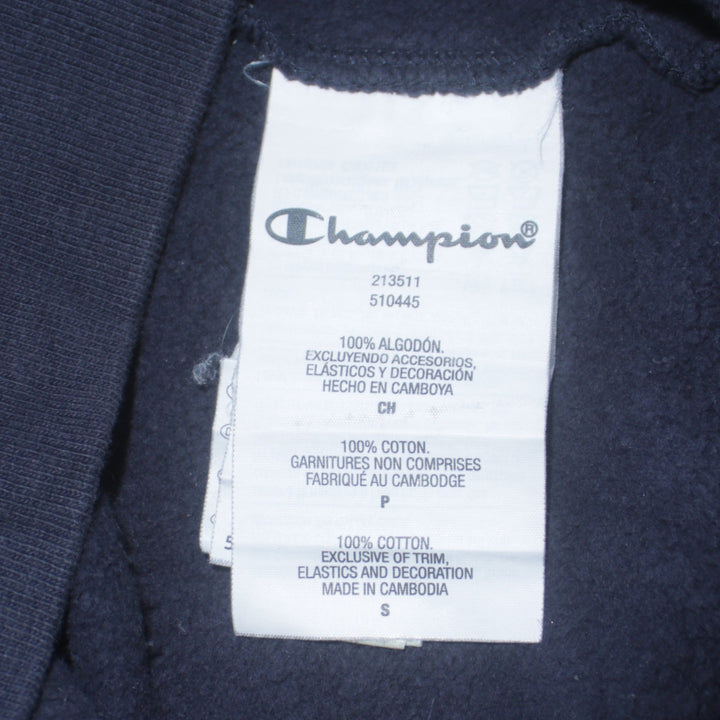 Champion®
213511
510445
100% ALGODÓN.
EXCLUYENDO ACCESORIOS,
ELÁSTICOS Y DECORACIÓN
HECHO EN CAMBOYA
CH
100% COTON.
GARNITURES NON COMPRISES
FABRIQUÉ AU CAMBODGE
P
100% COTTON.
EXCLUSIVE OF TRIM,
ELASTICS AND DECORATION
MADE IN CAMBODIA
S